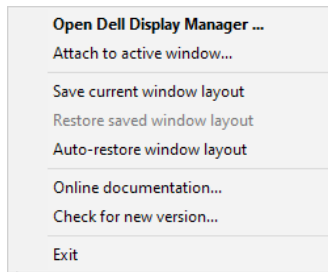 Open Dell Display Manager ...
Attach to active window...
Save current window layout
Restore saved window layout
Auto-restore window layout
Online documentation...
Check for new version...
Exit